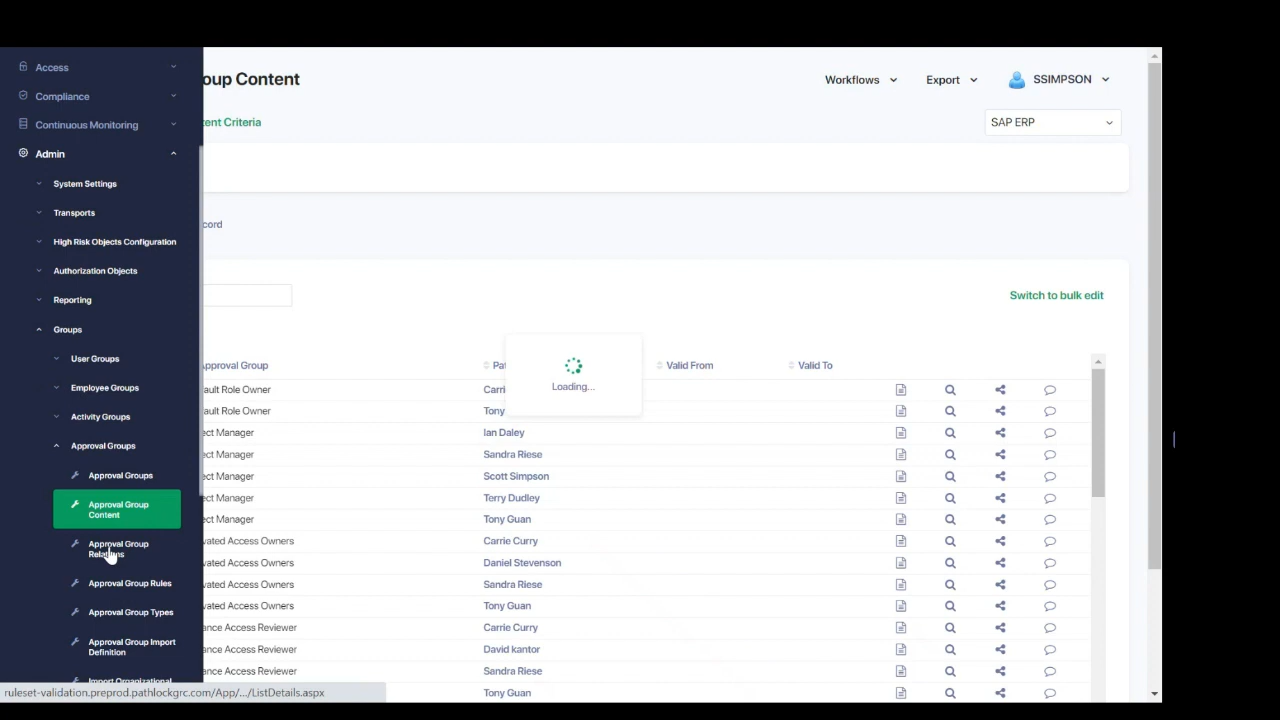 Access
Compliance
Continuous Monitoring
Admin
System Settings
Transports
High Risk Objects Configuration
Authorization Objects
Reporting
Groups
User Groups
Employee Groups
Activity Groups
Approval Groups
Approval Groups
Approval Group
Content
Approval Group
Relations
Approval Group Rules
Approval Group Types
Approval Group Import
Definition
Import Organizational
ruleset-validation.preprod.pathlockgrc.com/App/.../ListDetails.aspx
oup Content
Workflows
Export
SSIMPSON
tent Criteria
SAP ERP
cord
Switch to bulk edit
Approval Group Pat Valid From Valid To
ault Role Owner Carri
ault Role Owner Tony
ect Manager Ian Daley
ect Manager Sandra Riese
ect Manager Scott Simpson
ect Manager Terry Dudley
ect Manager Tony Guan
vated Access Owners Carrie Curry
vated Access Owners Daniel Stevenson
vated Access Owners Sandra Riese
vated Access Owners Tony Guan
ance Access Reviewer Carrie Curry
ance Access Reviewer David kantor
ance Access Reviewer Sandra Riese
ance Access Reviewer Tony Guan
Loading...